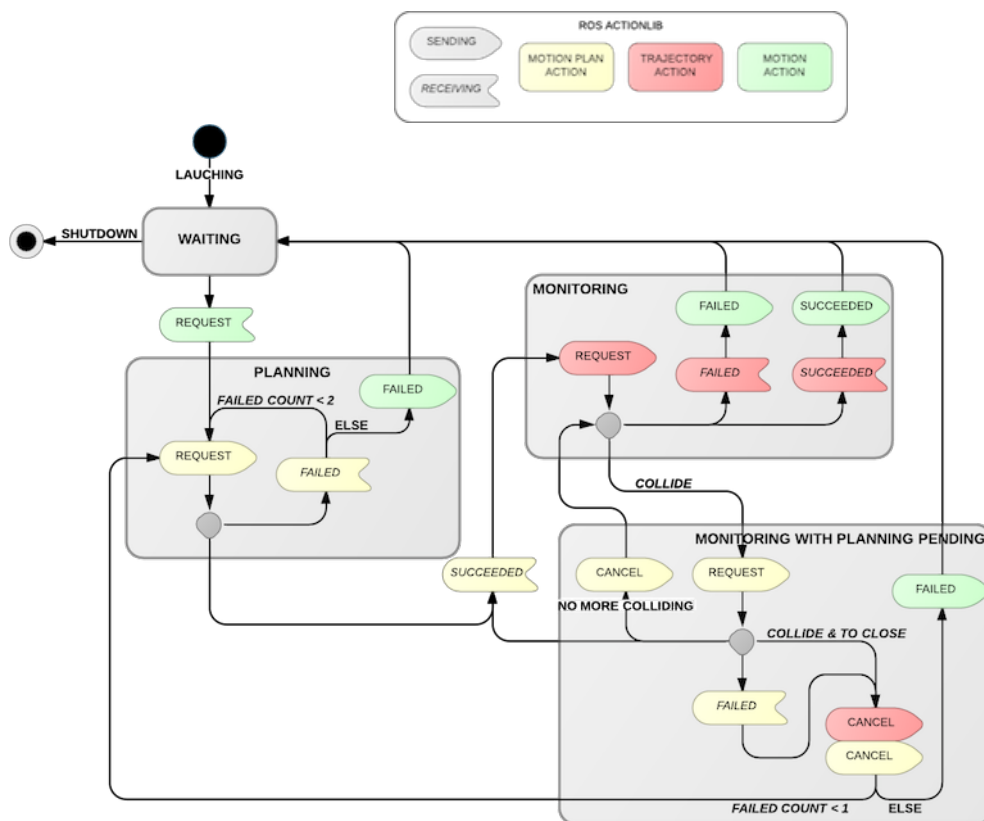 ROS ACTIONLIB
SENDING
RECEIVING
MOTION PLAN
ACTION
TRAJECTORY
ACTION
MOTION
ACTION
LAUCHING
SHUTDOWN
WAITING
REQUEST
PLANNING
FAILED
FAILED COUNT < 2
ELSE
REQUEST
FAILED
SUCCEEDED
MONITORING
FAILED
SUCCEEDED
REQUEST
FAILED
SUCCEEDED
COLLIDE
MONITORING WITH PLANNING PENDING
CANCEL
REQUEST
FAILED
NO MORE COLLIDING
COLLIDE & TO CLOSE
FAILED
CANCEL
CANCEL
FAILED COUNT < 1
ELSE